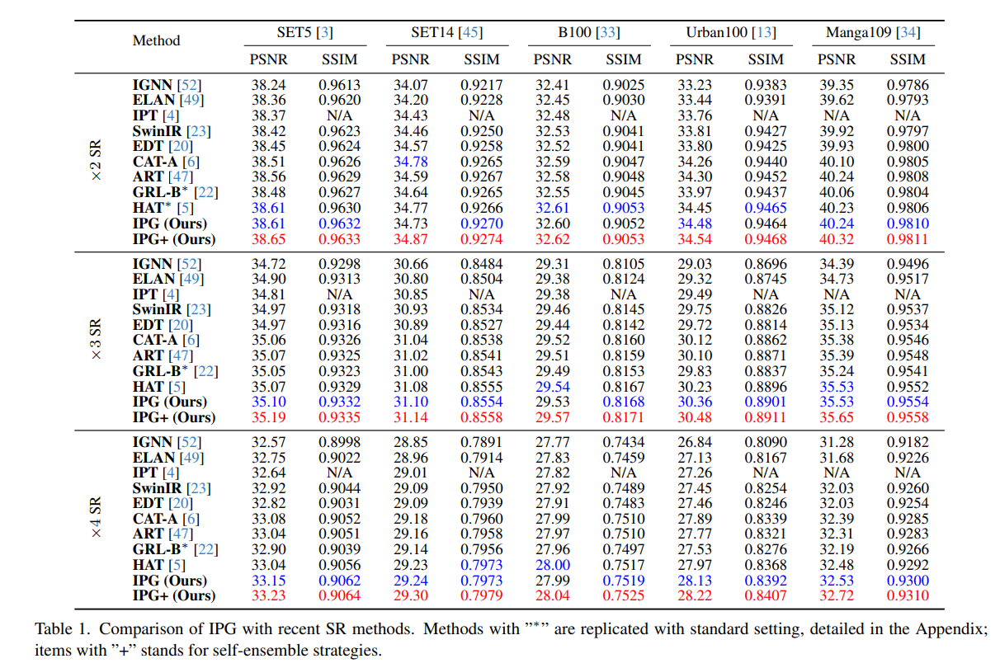 Method SET5 [3] SET14 [45] B100 [33] Urban100 [13] Manga109 [34]
PSNR SSIM PSNR SSIM PSNR SSIM PSNR SSIM PSNR SSIM
×2 SR
IGNN [52] 38.24 0.9613 34.07 0.9217 32.41 0.9025 33.23 0.9383 39.35 0.9786
ELAN [49] 38.36 0.9620 34.20 0.9228 32.45 0.9030 33.44 0.9391 39.62 0.9793
IPT [4] 38.37 N/A 34.43 N/A 32.48 N/A 33.76 N/A N/A N/A
SwinIR [23] 38.42 0.9623 34.46 0.9250 32.53 0.9041 33.81 0.9427 39.92 0.9797
EDT [20] 38.45 0.9624 34.57 0.9258 32.52 0.9041 33.80 0.9425 39.93 0.9800
CAT-A [6] 38.51 0.9626 34.78 0.9265 32.59 0.9047 34.26 0.9440 40.10 0.9805
ART [47] 38.56 0.9629 34.59 0.9267 32.58 0.9048 34.30 0.9452 40.24 0.9808
GRL-B* [22] 38.48 0.9627 34.64 0.9265 32.55 0.9045 33.97 0.9437 40.06 0.9804
HAT* [5] 38.61 0.9630 34.77 0.9266 32.61 0.9053 34.45 0.9465 40.23 0.9806
IPG (Ours) 38.61 0.9632 34.73 0.9270 32.60 0.9052 34.48 0.9464 40.24 0.9810
IPG+ (Ours) 38.65 0.9633 34.87 0.9274 32.62 0.9053 34.54 0.9468 40.32 0.9811
×3 SR
IGNN [52] 34.72 0.9298 30.66 0.8484 29.31 0.8105 29.03 0.8696 34.39 0.9496
ELAN [49] 34.90 0.9313 30.80 0.8504 29.38 0.8124 29.32 0.8745 34.73 0.9517
IPT [4] 34.81 N/A 30.85 N/A 29.38 N/A 29.49 N/A N/A N/A
SwinIR [23] 34.97 0.9318 30.93 0.8534 29.46 0.8145 29.75 0.8826 35.12 0.9537
EDT [20] 34.97 0.9316 30.89 0.8527 29.44 0.8142 29.72 0.8814 35.13 0.9534
CAT-A [6] 35.06 0.9326 31.04 0.8538 29.52 0.8160 30.12 0.8862 35.38 0.9546
ART [47] 35.07 0.9325 31.02 0.8541 29.51 0.8159 30.10 0.8871 35.39 0.9548
GRL-B* [22] 35.05 0.9323 31.00 0.8543 29.49 0.8153 29.83 0.8837 35.24 0.9541
HAT [5] 35.07 0.9329 31.08 0.8555 29.54 0.8167 30.23 0.8896 35.53 0.9552
IPG (Ours) 35.10 0.9332 31.10 0.8554 29.53 0.8168 30.36 0.8901 35.53 0.9554
IPG+ (Ours) 35.19 0.9335 31.14 0.8558 29.57 0.8171 30.48 0.8911 35.65 0.9558
×4 SR
IGNN [52] 32.57 0.8998 28.85 0.7891 27.77 0.7434 26.84 0.8090 31.28 0.9182
ELAN [49] 32.75 0.9022 28.96 0.7914 27.83 0.7459 27.13 0.8167 31.68 0.9226
IPT [4] 32.64 N/A 29.01 N/A 27.82 N/A 27.26 N/A N/A N/A
SwinIR [23] 32.92 0.9044 29.09 0.7950 27.92 0.7489 27.45 0.8254 32.03 0.9260
EDT [20] 32.82 0.9031 29.09 0.7939 27.91 0.7483 27.46 0.8246 32.03 0.9254
CAT-A [6] 33.08 0.9052 29.18 0.7960 27.99 0.7510 27.89 0.8339 32.39 0.9285
ART [47] 33.04 0.9051 29.16 0.7958 27.97 0.7510 27.77 0.8321 32.31 0.9283
GRL-B* [22] 32.90 0.9039 29.14 0.7956 27.96 0.7497 27.53 0.8276 32.19 0.9266
HAT [5] 33.04 0.9056 29.23 0.7973 28.00 0.7517 27.97 0.8368 32.48 0.9292
IPG (Ours) 33.15 0.9062 29.24 0.7973 27.99 0.7519 28.13 0.8392 32.53 0.9300
IPG+ (Ours) 33.23 0.9064 29.30 0.7979 28.04 0.7525 28.22 0.8407 32.72 0.9310
Table 1. Comparison of IPG with recent SR methods. Methods with ”*” are replicated with standard setting, detailed in the Appendix;
items with ”+” stands for self-ensemble strategies.